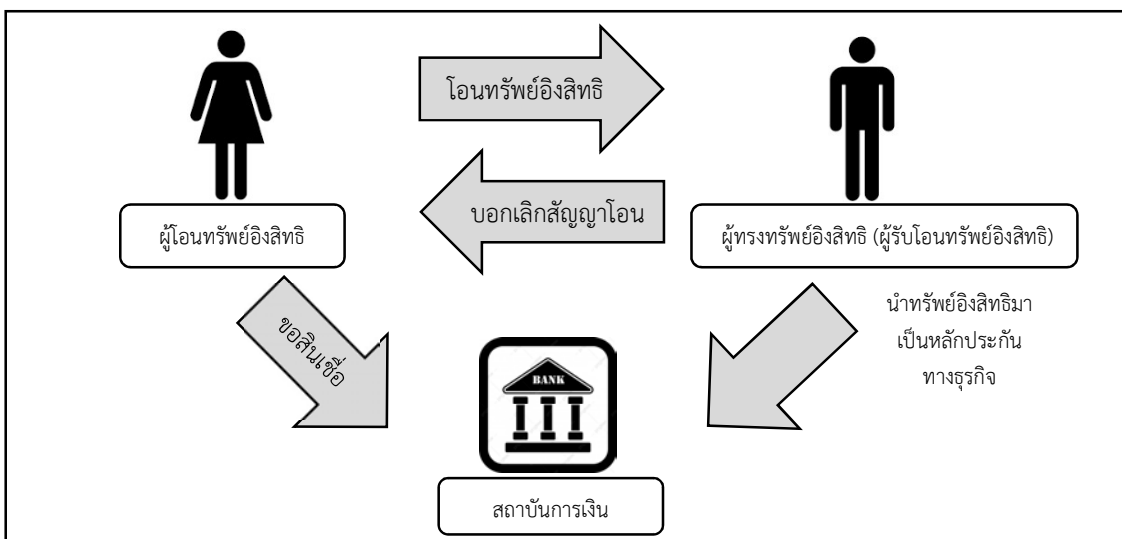 โอนทรัพย์อิงสิทธิ
บอกเลิกสัญญาโอน
ผู้โอนทรัพย์อิงสิทธิ
ผู้ทรงทรัพย์อิงสิทธิ (ผู้รับโอนทรัพย์อิงสิทธิ)
ขอสินเชื่อ
นำทรัพย์อิงสิทธิมา
เป็นหลักประกัน
ทางธุรกิจ
BANK
สถาบันการเงิน